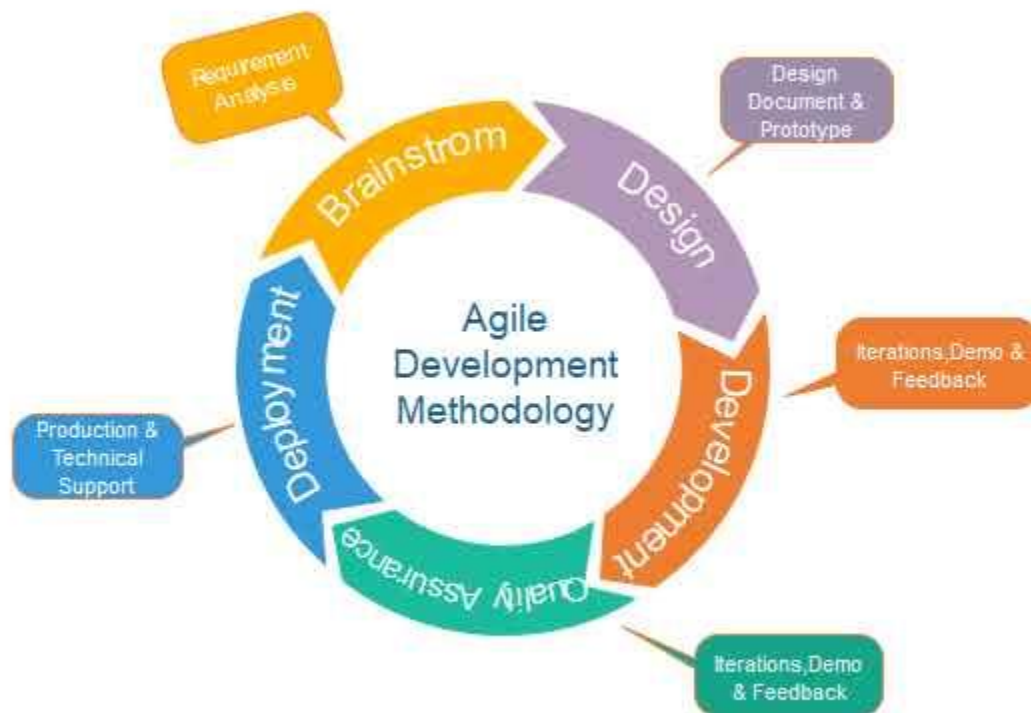 Requirement
Analysis
Brainstrom
Design
Document &
Prototype
Design
Iterations,Demo &
Feedback
Development
Agile
Development
Methodology
Production &
Technical
Support
Deployment
Quality Assurance
Iterations,Demo
& Feedback